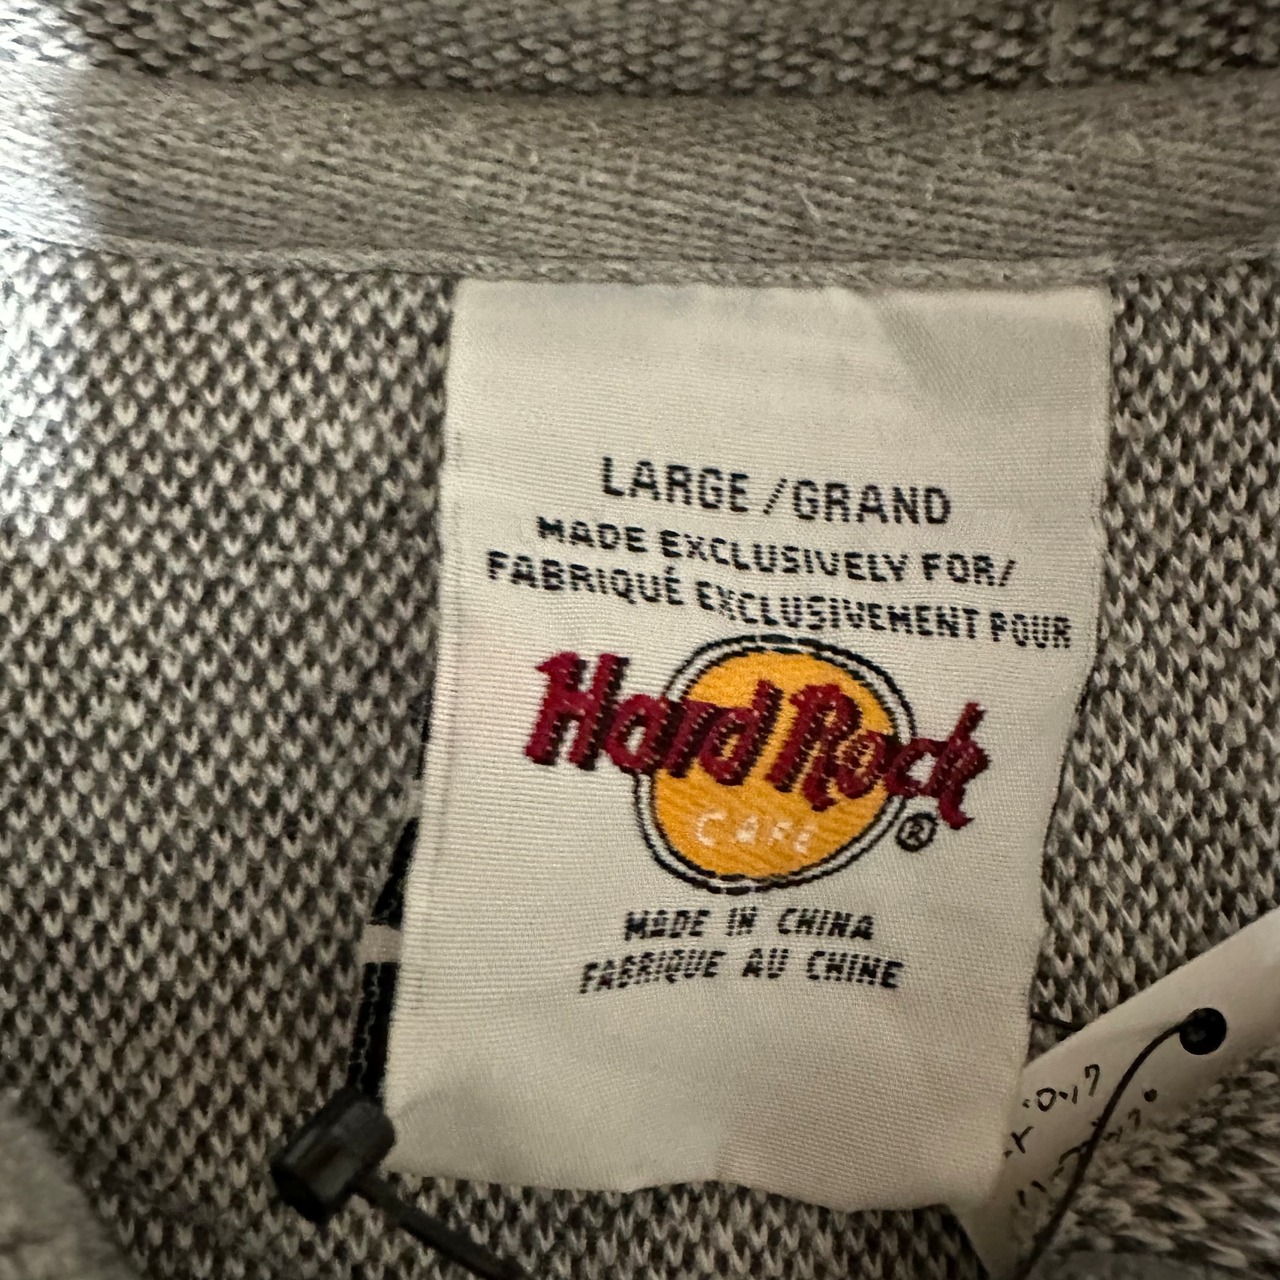 LARGE / GRAND
MADE EXCLUSIVELY FOR/
FABRIQUÉ EXCLUSIVEMENT POUR
Hard Rock
CAFE
®
MADE IN CHINA
FABRIQUE AU CHINE